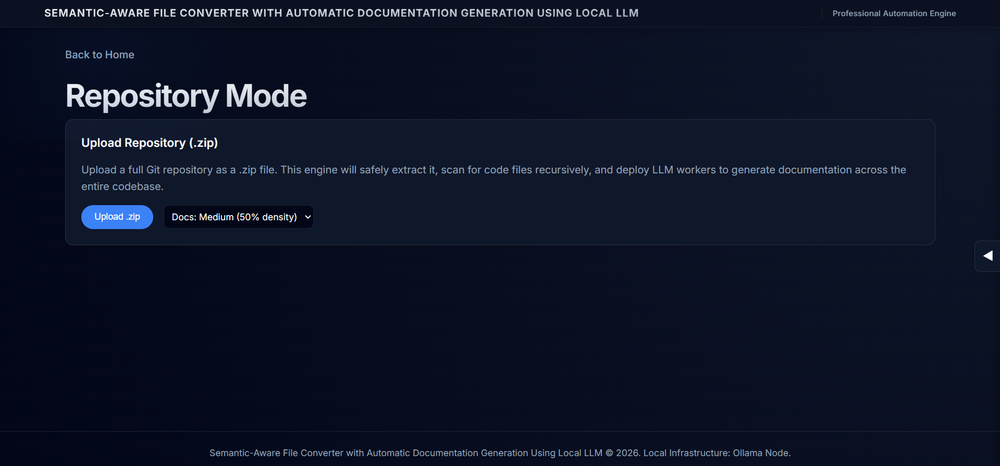 SEMANTIC-AWARE FILE CONVERTER WITH AUTOMATIC DOCUMENTATION GENERATION USING LOCAL LLM
Professional Automation Engine
Back to Home
Repository Mode
Upload Repository (.zip)
Upload a full Git repository as a .zip file. This engine will safely extract it, scan for code files recursively, and deploy LLM workers to generate documentation across the
entire codebase.
Upload .zip
Docs: Medium (50% density)
Semantic-Aware File Converter with Automatic Documentation Generation Using Local LLM © 2026. Local Infrastructure: Ollama Node.